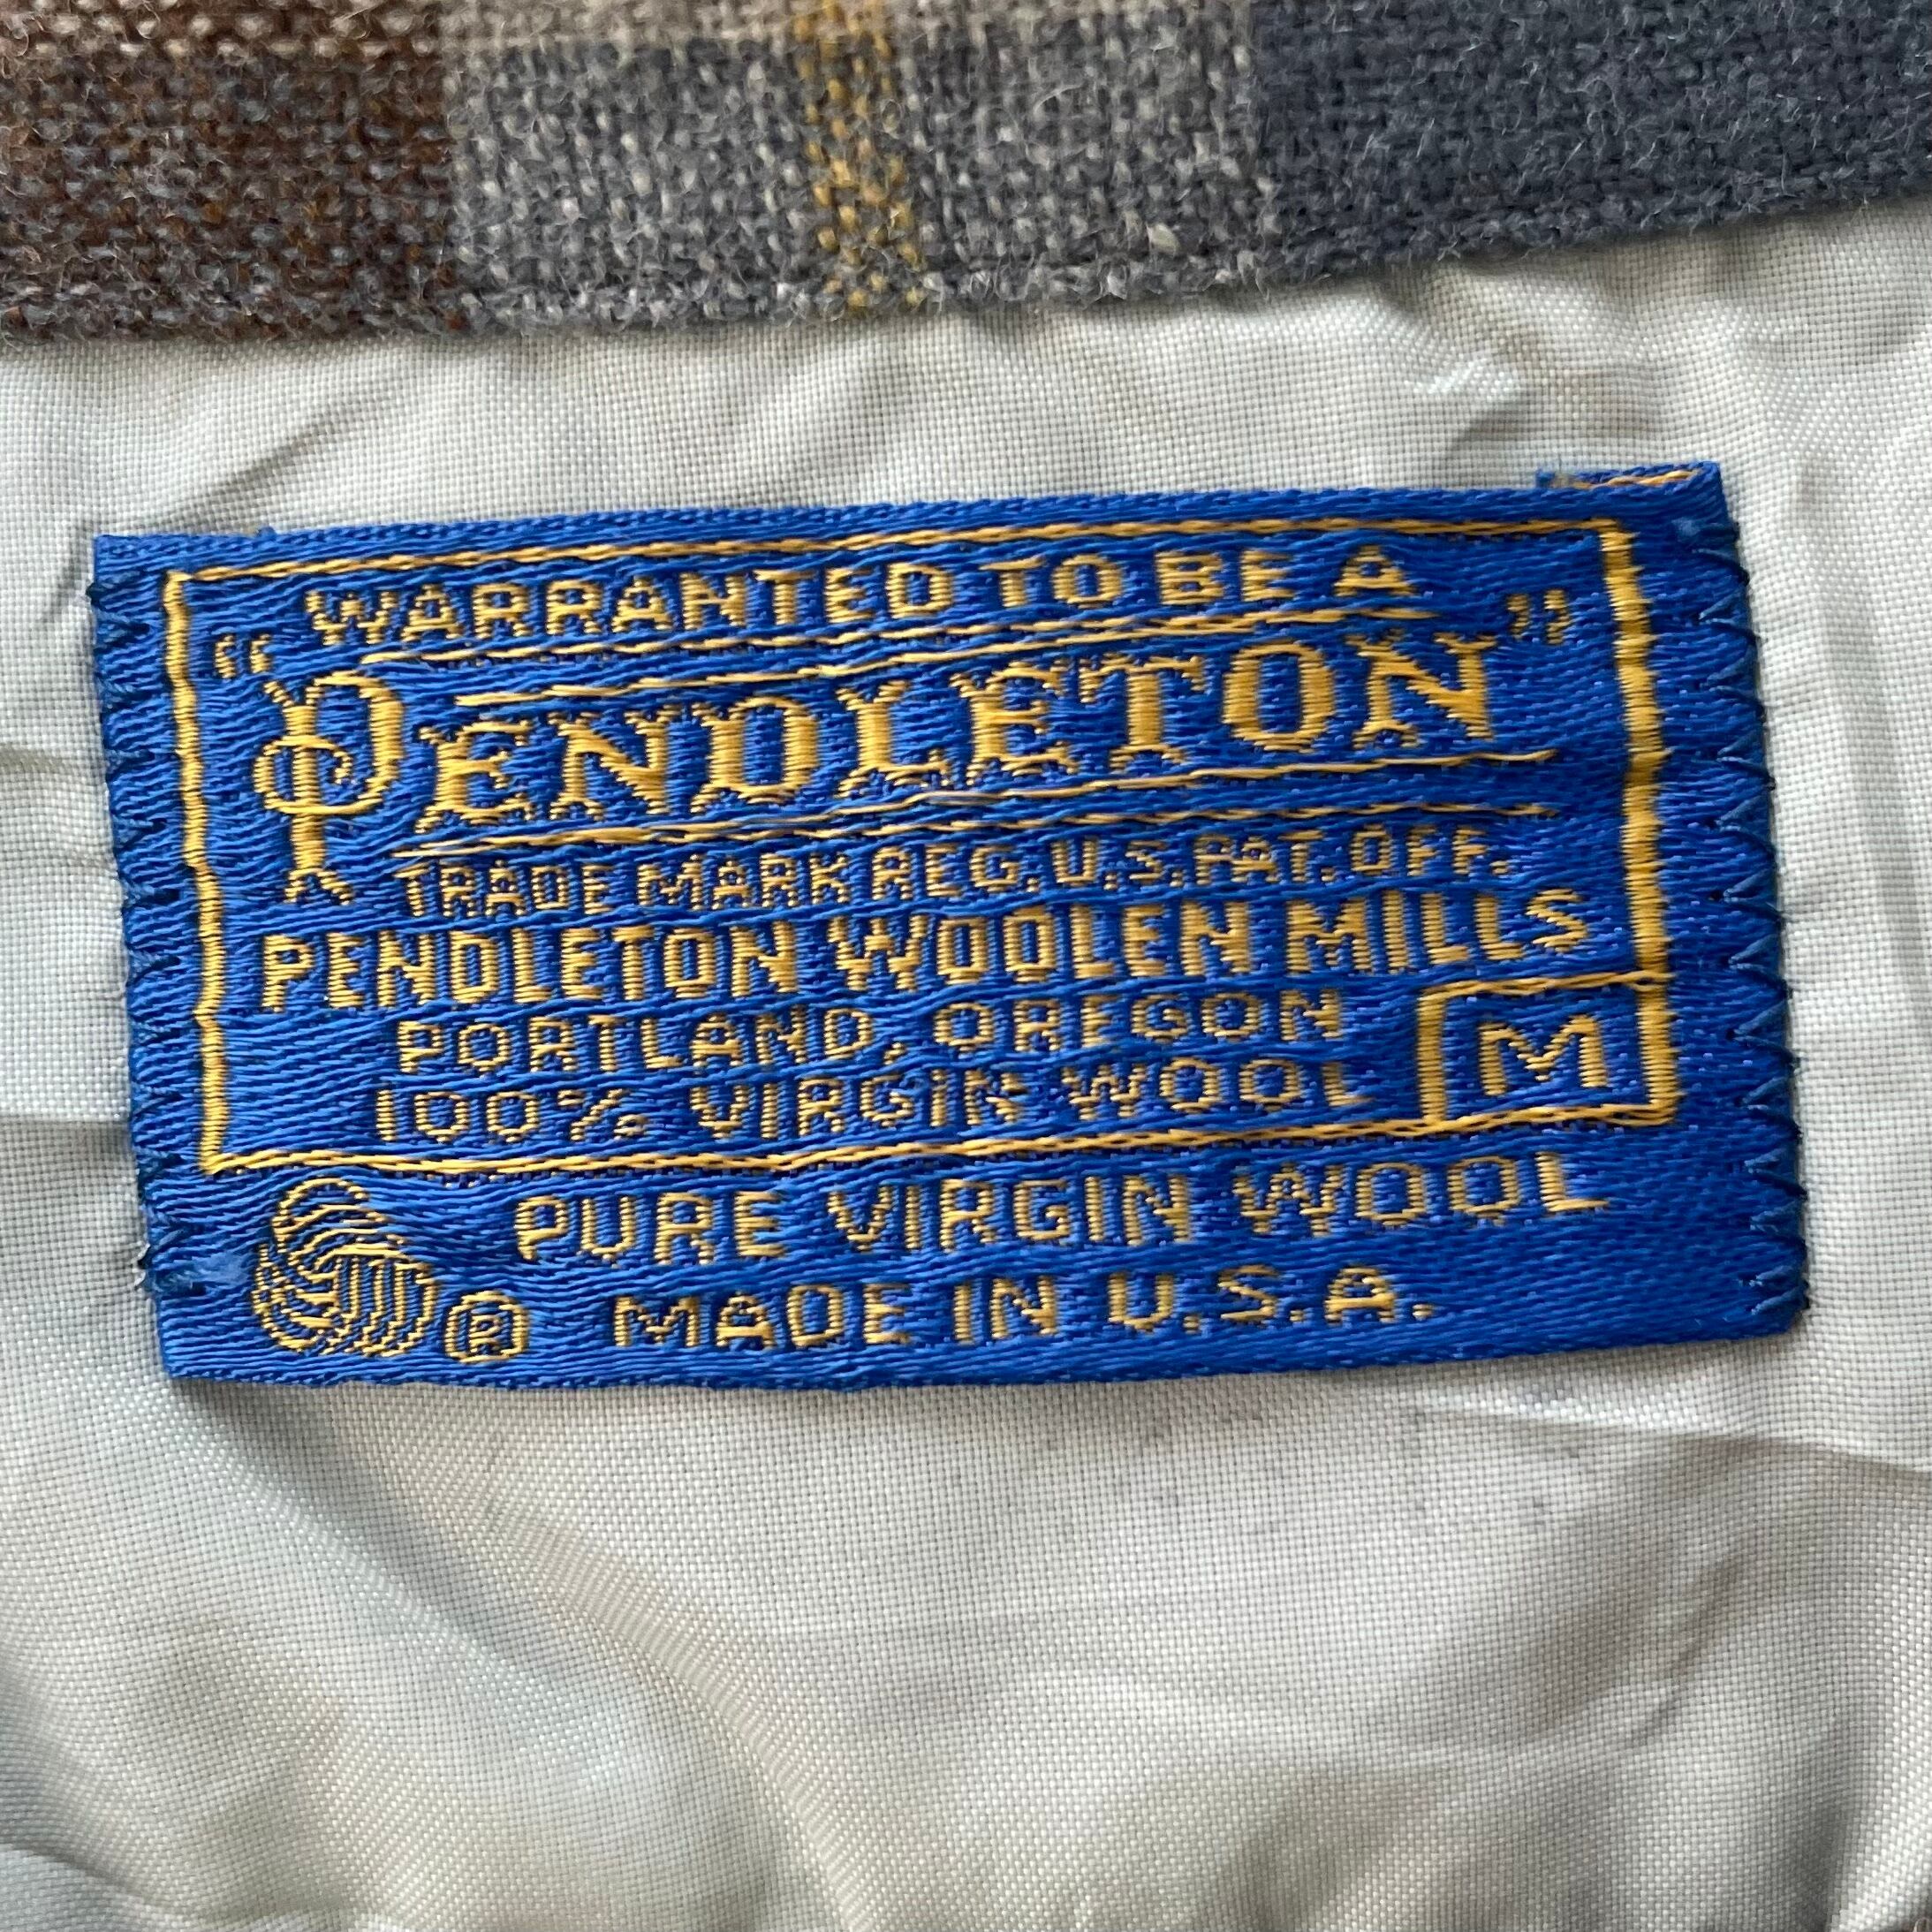 WARRANTED TO BE A
"PENDLETON"
TRADE MARK REG. U.S. PAT. OFF.
PENDLETON WOOLEN MILLS
PORTLAND, OREGON
100% VIRGIN WOOL
M
PURE VIRGIN WOOL
® MADE IN U.S.A.